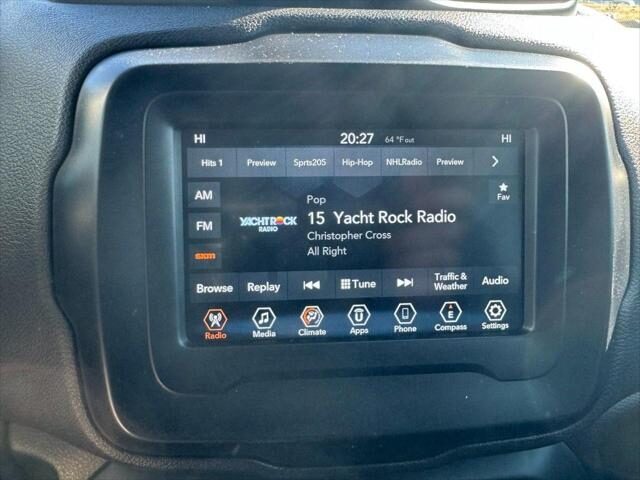 HI 20:27 64 °F out HI
Hits 1 Preview Sprts205 Hip-Hop NHLRadio Preview
AM
FM
sxm
YACHT ROCK
RADIO
Pop
15 Yacht Rock Radio
Christopher Cross
All Right
Fav
Browse Replay Tune Traffic & Weather Audio
Radio Media Climate Apps Phone E Compass Settings